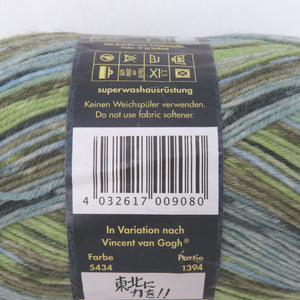 superwashausrüstung
Keinen Weichspüler verwenden.
Do not use fabric softener.
4 032617 009080
In Variation nach
Vincent van Gogh®
Farbe Partie
5434 1394
東北に
力を!!